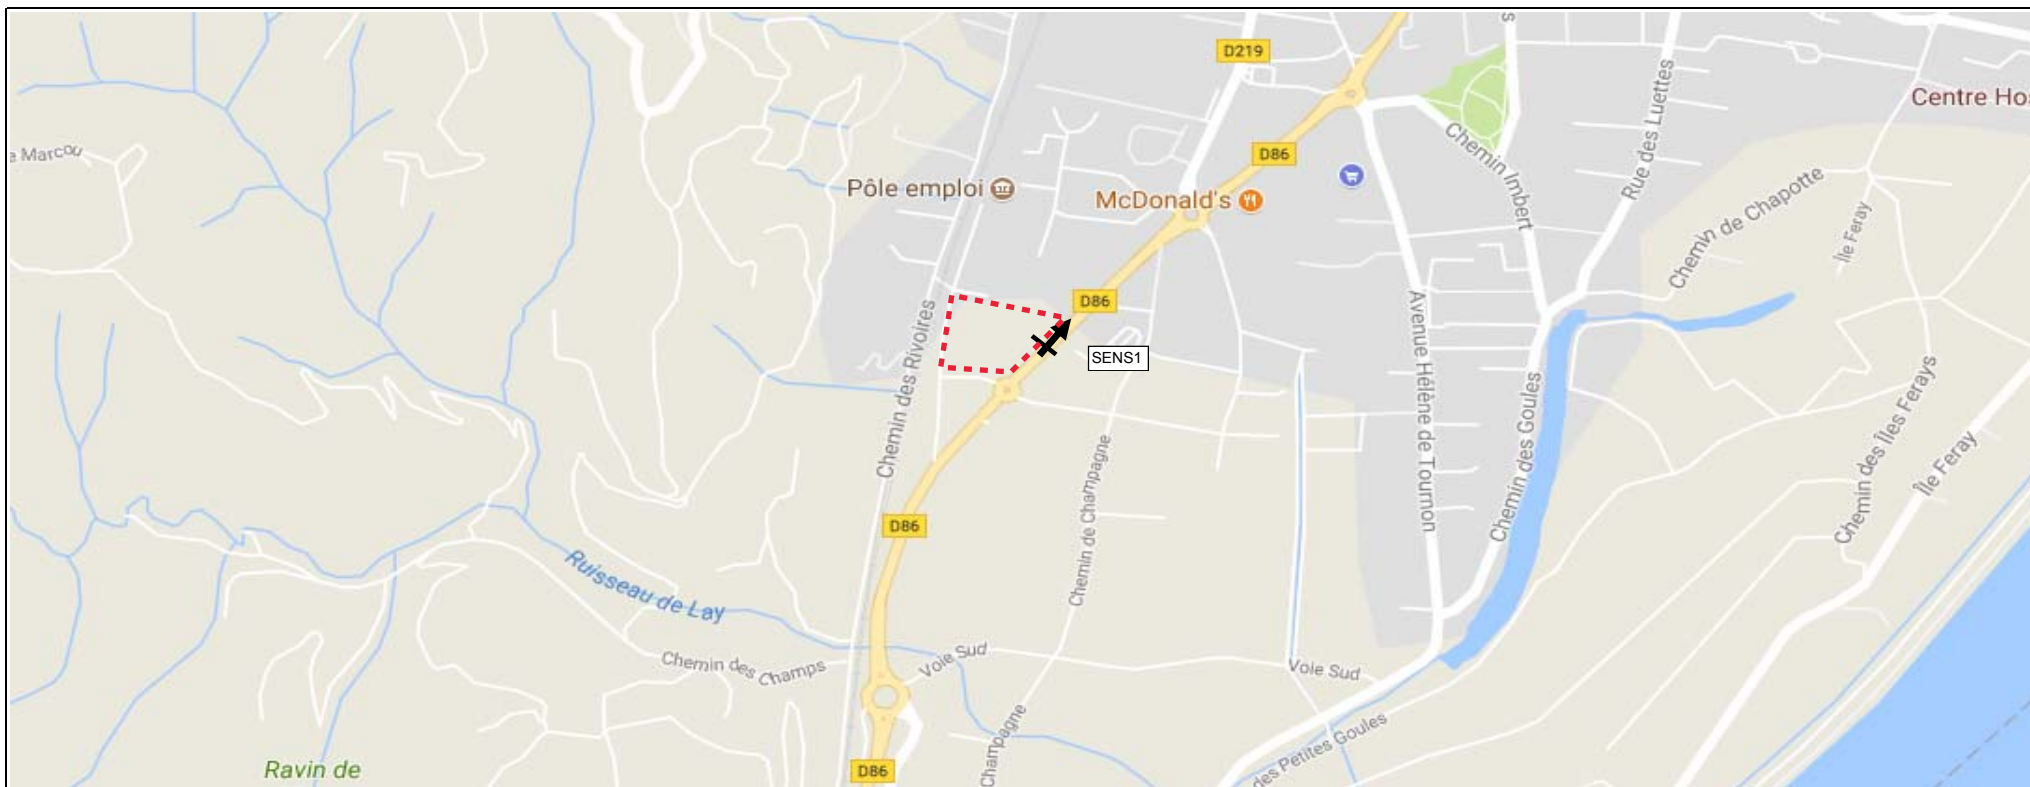 D219
Centre Hos
Marcou
Rue des Luettes
Chemin Imbert
D86
Pôle emploi
McDonald's
Chemin de Chapotte
Île Feray
D86
SENS1
Chemin des Rivoires
Avenue Hélène de Tournon
Chemin des Goules
Chemin des Îles Ferays
Île Feray
Chemin de Champagne
D86
Ruisseau de Lay
Chemin des Champs
Voie Sud
Voie Sud
Champagne
des Petites Goules
Ravin de
D86